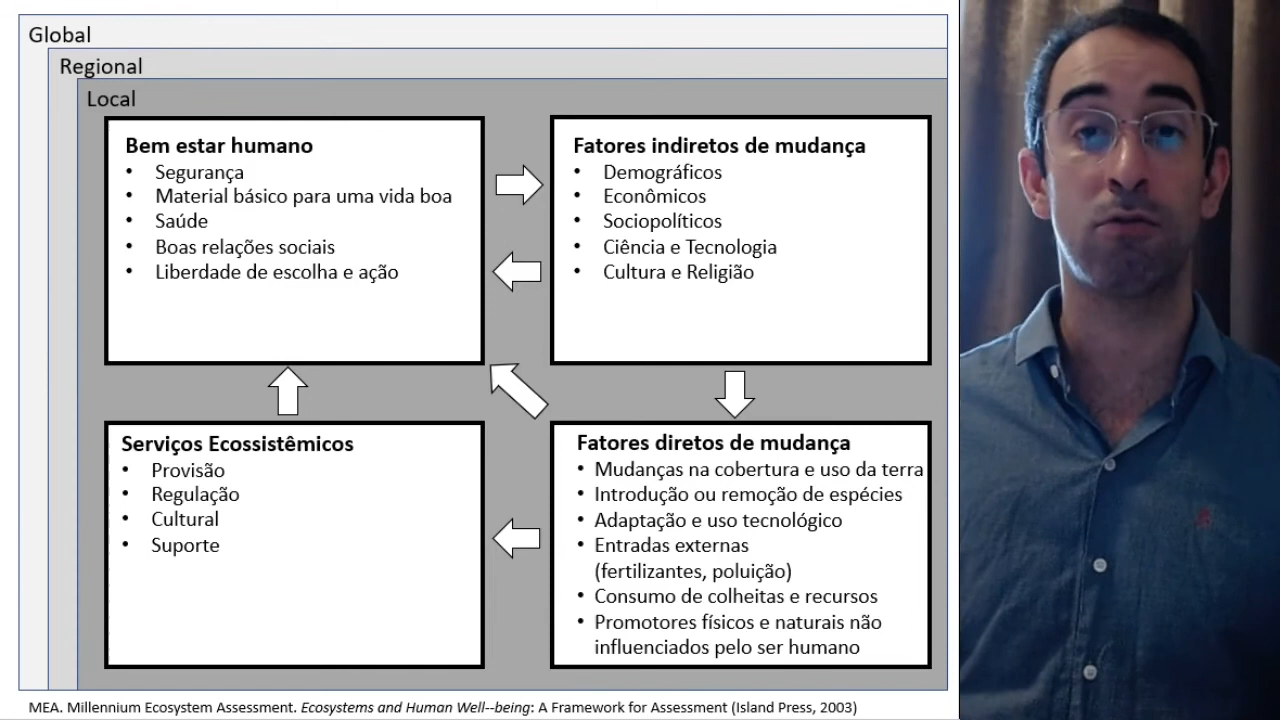 Global
Regional
Local
Bem estar humano
• Segurança
• Material básico para uma vida boa
• Saúde
• Boas relações sociais
• Liberdade de escolha e ação
Fatores indiretos de mudança
• Demográficos
• Econômicos
• Sociopolíticos
• Ciência e Tecnologia
• Cultura e Religião
Serviços Ecossistêmicos
• Provisão
• Regulação
• Cultural
• Suporte
Fatores diretos de mudança
• Mudanças na cobertura e uso da terra
• Introdução ou remoção de espécies
• Adaptação e uso tecnológico
• Entradas externas
(fertilizantes, poluição)
• Consumo de colheitas e recursos
• Promotores físicos e naturais não
influenciados pelo ser humano
MEA. Millennium Ecosystem Assessment. Ecosystems and Human Well--being: A Framework for Assessment (Island Press, 2003)